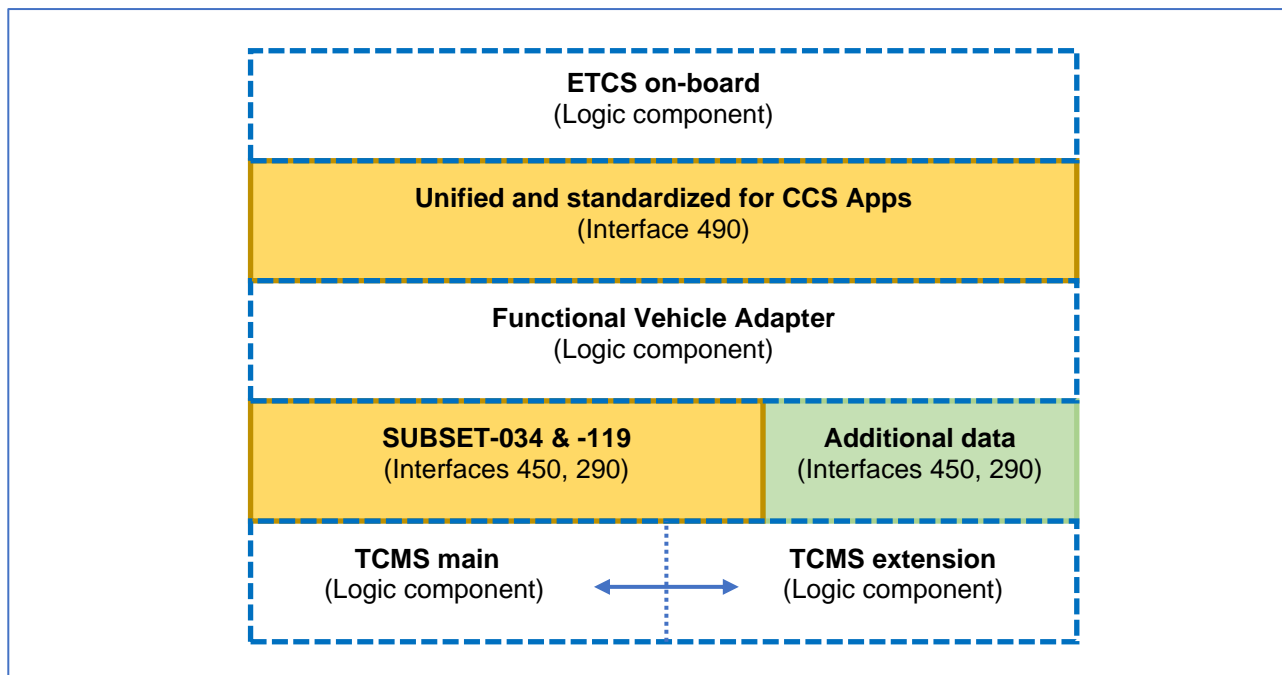 ETCS on-board
(Logic component)
Unified and standardized for CCS Apps
(Interface 490)
Functional Vehicle Adapter
(Logic component)
SUBSET-034 & -119
(Interfaces 450, 290)
Additional data
(Interfaces 450, 290)
TCMS main
(Logic component)
TCMS extension
(Logic component)